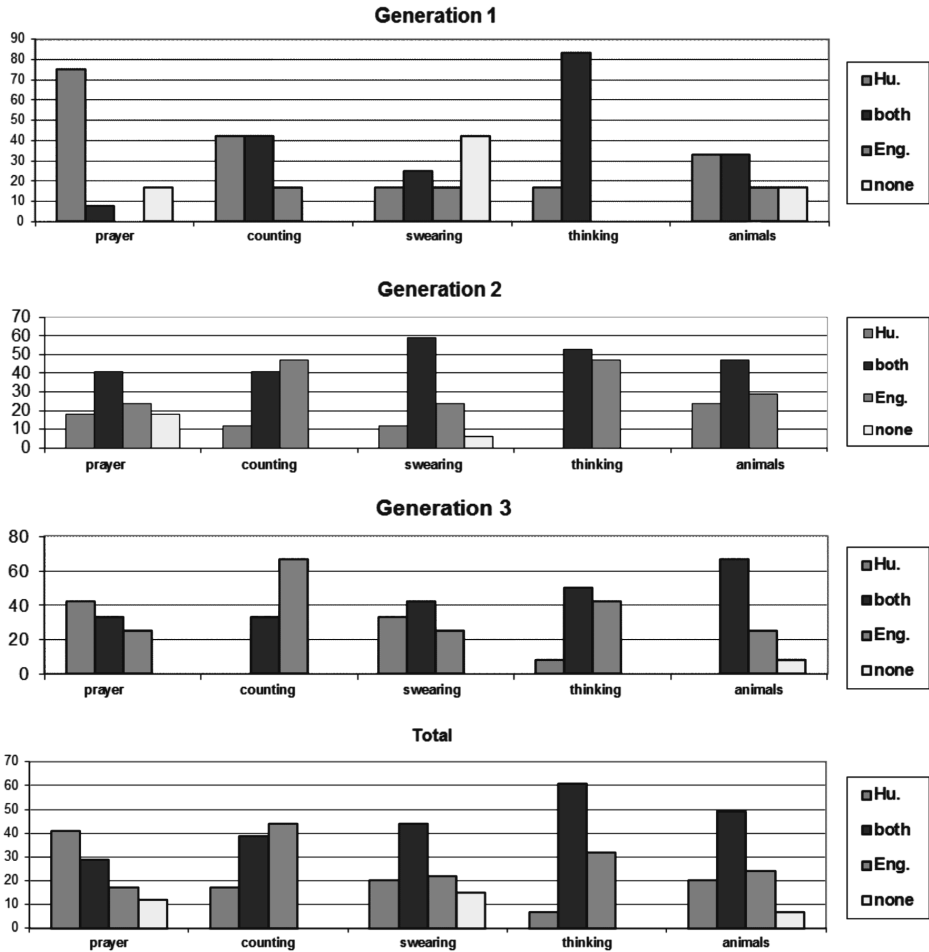 Generation 1
90
80
70
60
50
40
30
20
10
0
prayer counting swearing thinking animals
Hu.
both
Eng.
none
Generation 2
70
60
50
40
30
20
10
0
prayer counting swearing thinking animals
Hu.
both
Eng.
none
Generation 3
80
60
40
20
0
prayer counting swearing thinking animals
Hu.
both
Eng.
none
Total
70
60
50
40
30
20
10
0
prayer counting swearing thinking animals
Hu.
both
Eng.
none